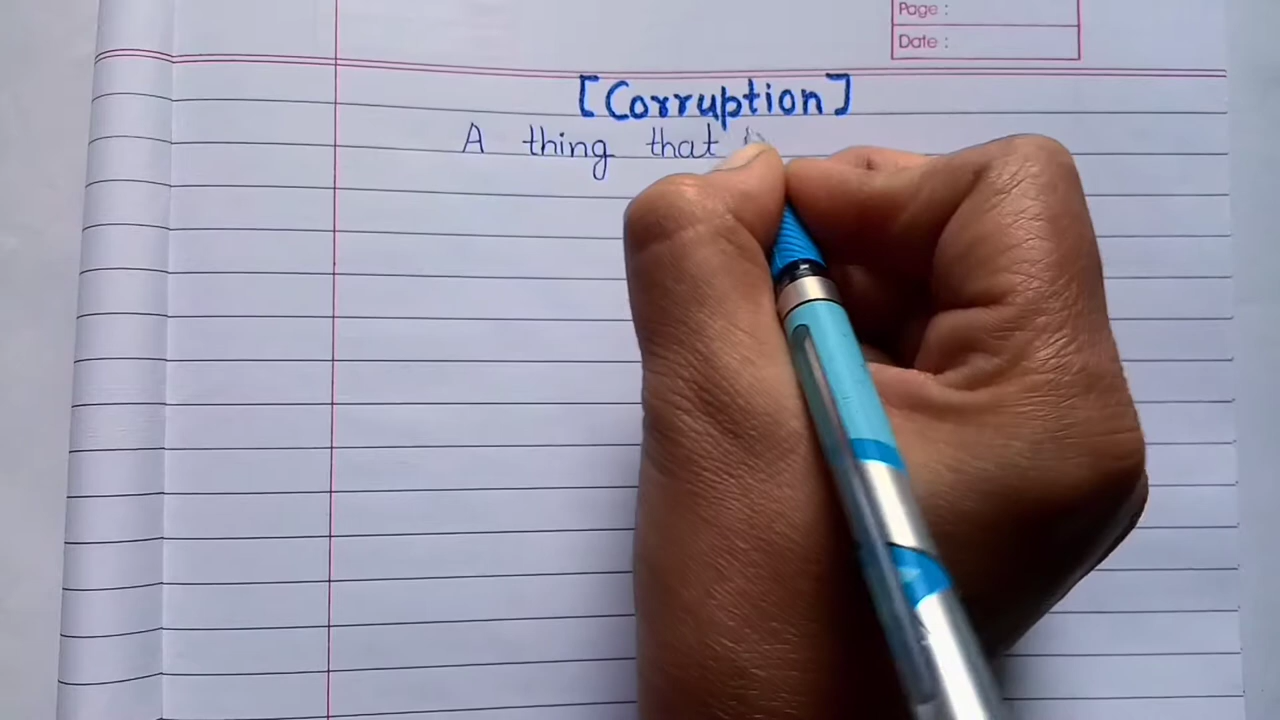 Page :
Date :
[Corruption]
A thing that